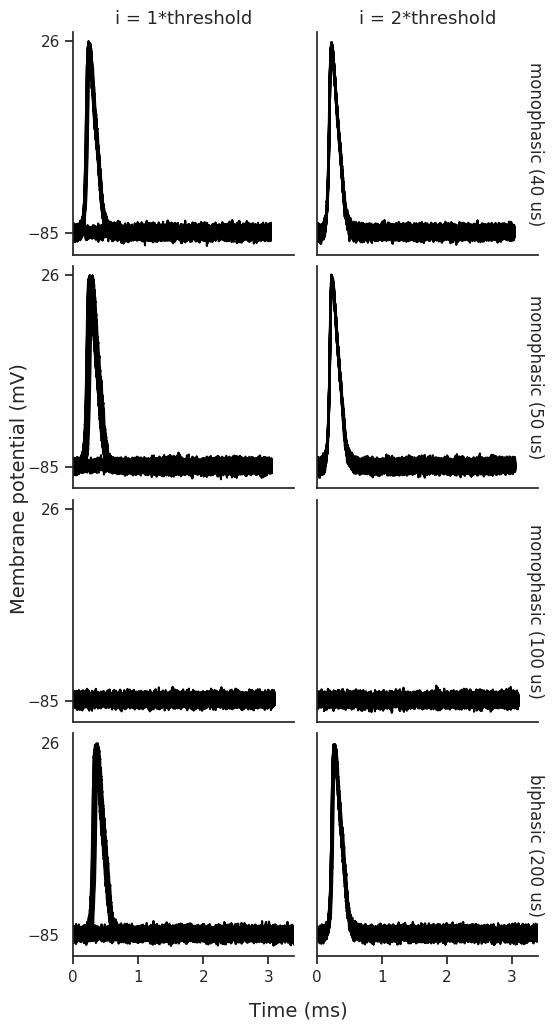 i = 1*threshold
i = 2*threshold
26
−85
monophasic (40 us)
26
−85
monophasic (50 us)
Membrane potential (mV)
26
−85
monophasic (100 us)
26
−85
biphasic (200 us)
0
1
2
3
0
1
2
3
Time (ms)